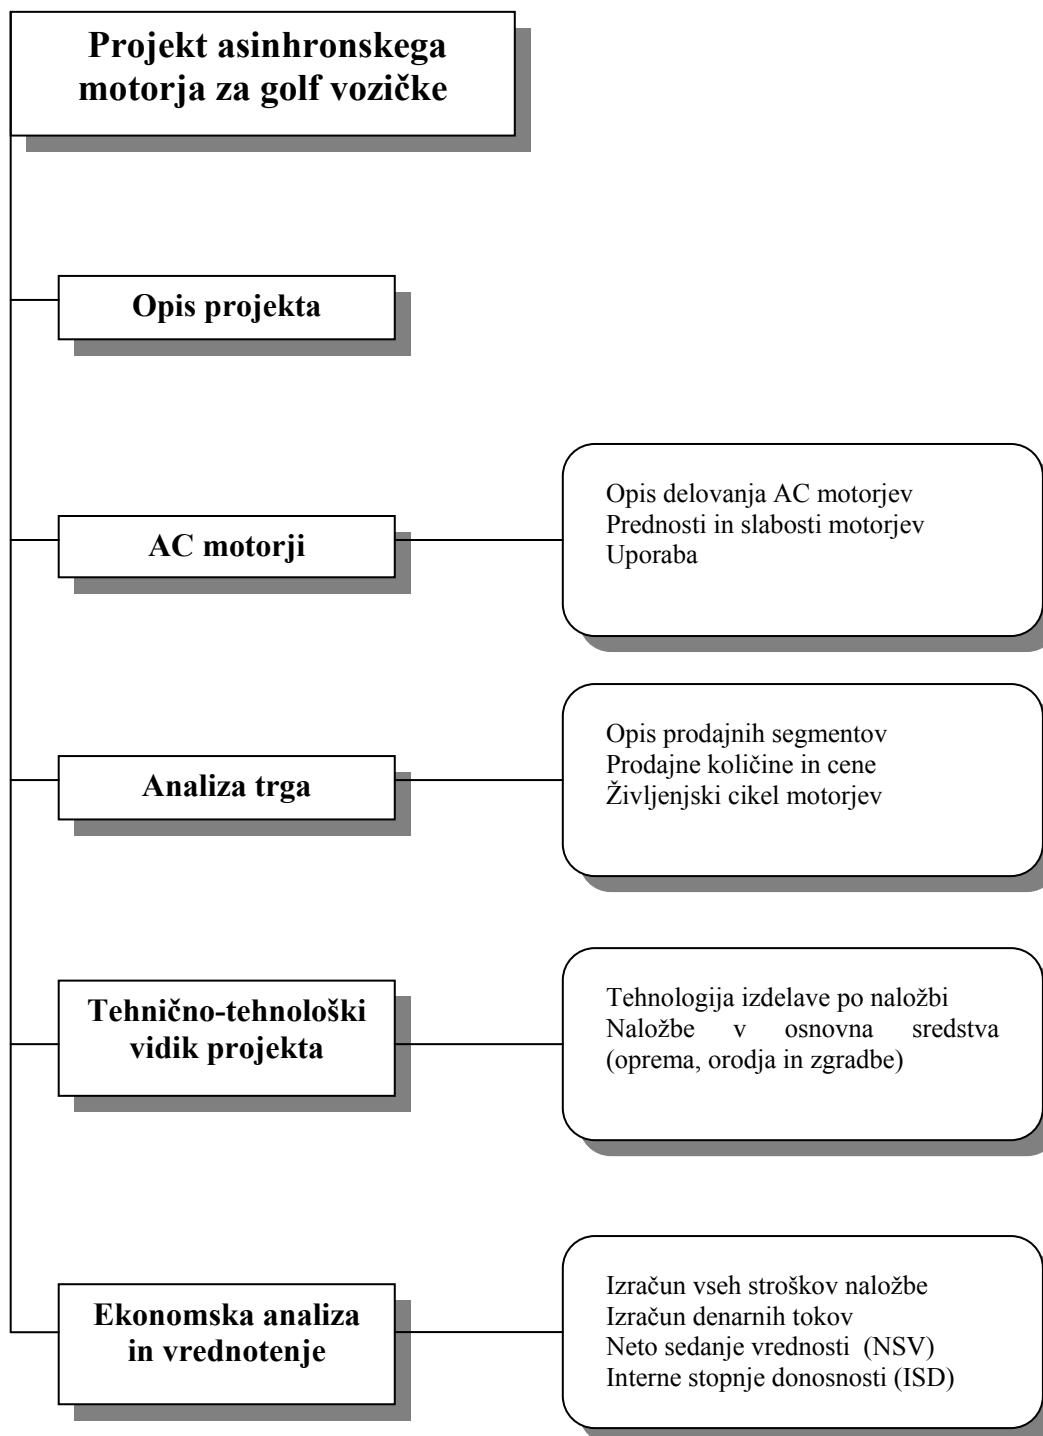 Projekt asinhronskega
motorja za golf vozičke
Opis projekta
AC motorji
Opis delovanja AC motorjev
Prednosti in slabosti motorjev
Uporaba
Analiza trga
Opis prodajnih segmentov
Prodajne količine in cene
Življenjski cikel motorjev
Tehnično-tehnološki
vidik projekta
Tehnologija izdelave po naložbi
Naložbe v osnovna sredstva
(oprema, orodja in zgradbe)
Ekonomska analiza
in vrednotenje
Izračun vseh stroškov naložbe
Izračun denarnih tokov
Neto sedanje vrednosti (NSV)
Interne stopnje donosnosti (ISD)